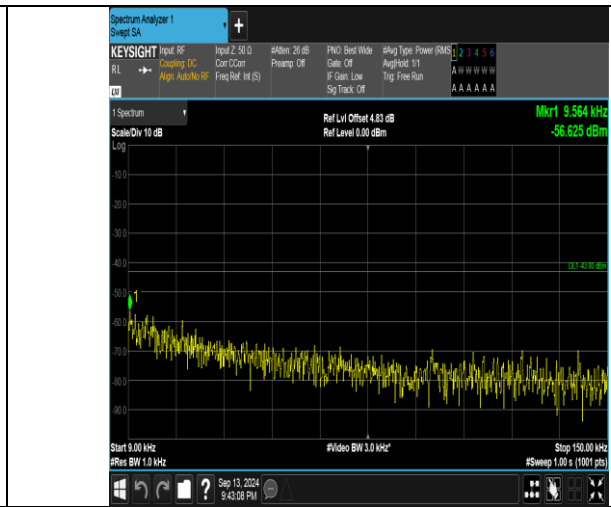 Spectrum Analyzer 1
Swept SA
+
KEYSIGHT
RL
LXI
Input: RF
Coupling: DC
Align: Auto/No RF
Input Z: 50 Ω
Corr CCorr
Freq Ref: Int (S)
#Atten: 26 dB
Preamp: Off
PNO: Best Wide
Gate: Off
IF Gain: Low
Sig Track: Off
#Avg Type: Power (RMS
Avg|Hold: 1/1
Trig: Free Run
1 2 3 4 5 6
A W W W W W
A A A A A A
1 Spectrum
Scale/Div 10 dB
Log
Ref Lvl Offset 4.83 dB
Ref Level 0.00 dBm
Mkr1 9.564 kHz
-56.625 dBm
-10.0
-20.0
-30.0
-40.0
DL1 -43.00 dBm
-50.0
1
-60.0
-70.0
-80.0
-90.0
Start 9.00 kHz
#Res BW 1.0 kHz
#Video BW 3.0 kHz*
Stop 150.00 kHz
#Sweep 1.00 s (1001 pts)
?
Sep 13, 2024
9:43:08 PM